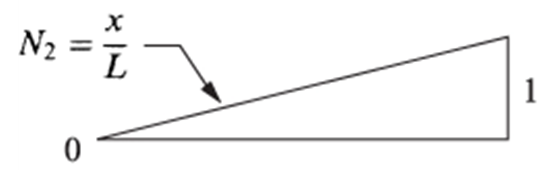 N₂ = x/L
1
0